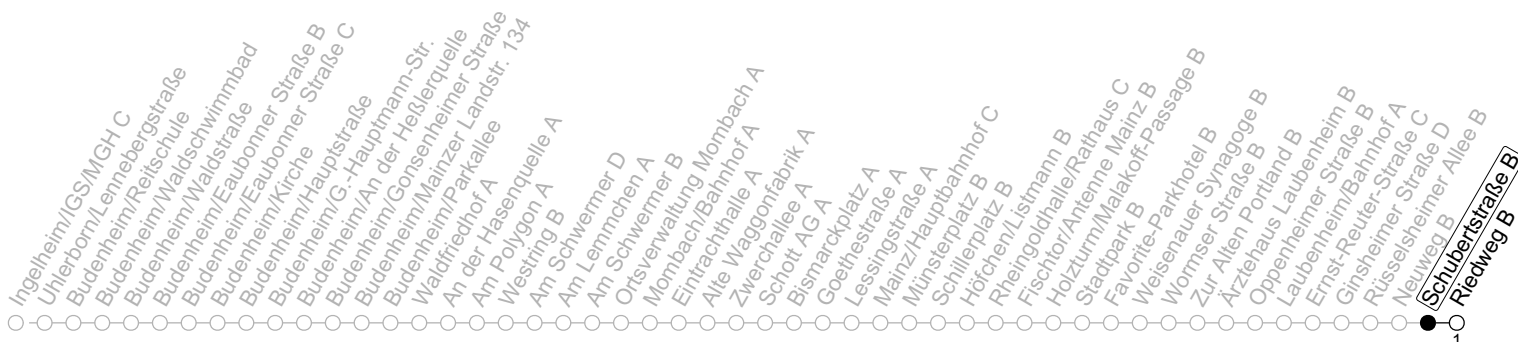 Ingelheim/IGS/MGH C
Uhlerborn/Lennebergstraße
Budenheim/Reitschule
Budenheim/Waldschwimmbad
Budenheim/Waldstraße
Budenheim/Eaubonner Straße B
Budenheim/Eaubonner Straße C
Budenheim/Kirche
Budenheim/Hauptstraße
Budenheim/G.-Hauptmann-Str.
Budenheim/An der Heßlerquelle
Budenheim/Gonsenheimer Straße
Budenheim/Mainzer Landstr. 134
Budenheim/Parkallee
Waldfriedhof A
An der Hasenquelle A
Am Polygon A
Westring B
Am Schwermer D
Am Lemmchen A
Am Schwermer B
Ortsverwaltung Mombach A
Mombach/Bahnhof A
Eintrachthalle A
Alte Waggonfabrik A
Zwerchallee A
Schott AG A
Bismarckplatz A
Goethestraße A
Lessingstraße A
Mainz/Hauptbahnhof C
Münsterplatz B
Schillerplatz B
Höfchen/Listmann B
Rheingoldhalle/Rathaus C
Fischtor/Antenne Mainz B
Holzturm/Malakoff-Passage B
Stadtpark B
Favorite-Parkhotel B
Weisenauer Synagoge B
Wormser Straße B
Zur Alten Portland B
Ärztehaus Laubenheim B
Oppenheimer Straße B
Laubenheim/Bahnhof A
Ernst-Reuter-Straße C
Ginsheimer Straße D
Rüsselsheimer Allee B
Neuweg B
Schubertstraße B
Riedweg B
1